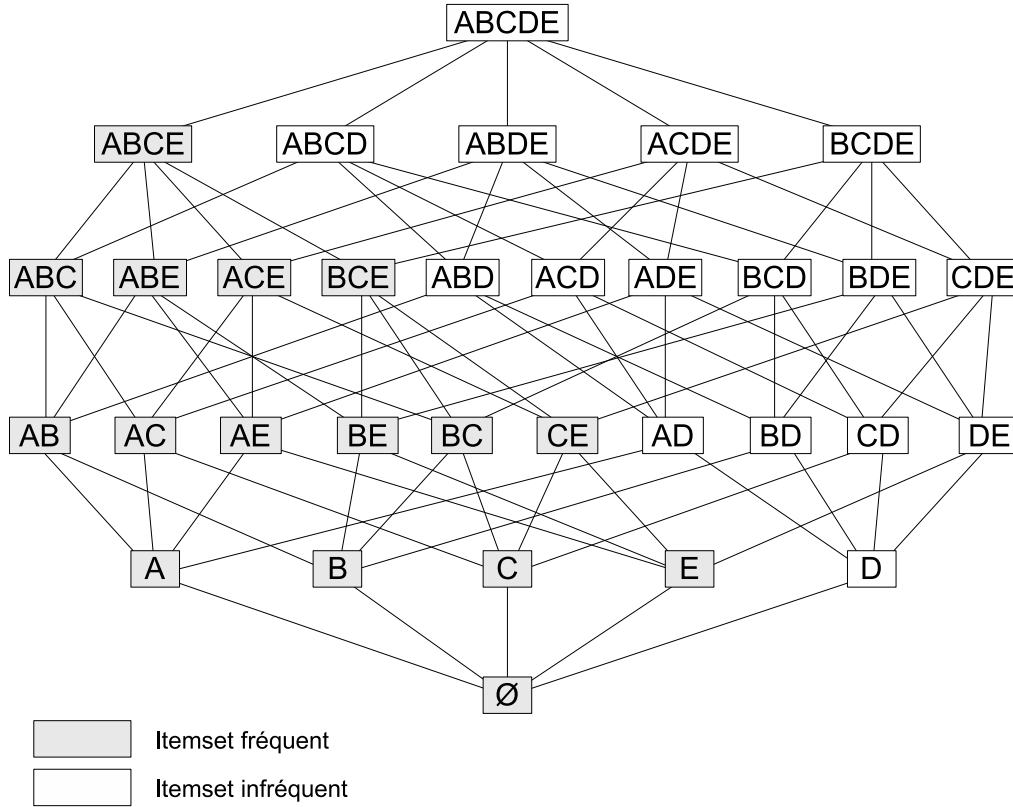 ABCDE
ABCE ABCD ABDE ACDE BCDE
ABC ABE ACE BCE ABD ACD ADE BCD BDE CDE
AB AC AE BE BC CE AD BD CD DE
A B C E D
Ø
Itemset fréquent
Itemset infréquent